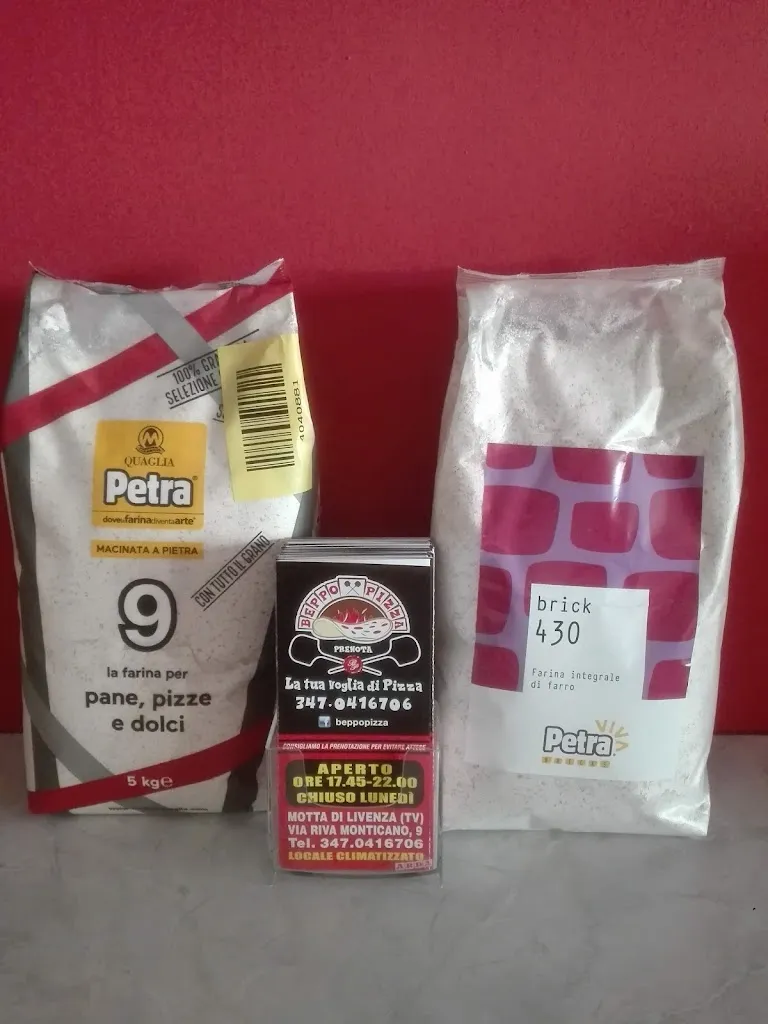 100% GRA
SELEZIONE
4040881
QUAGLIA
Petra®
dove la farina diventa arte®
MACINATA A PIETRA
CON TUTTO IL GRANO
9
la farina per
pane, pizze
e dolci
5 kg e
BEPPO PIZZA
PRENOTA
La tua voglia di Pizza
347.0416706
f beppopizza
CONSIGLIAMO LA PRENOTAZIONE PER EVITARE ATTESE
APERTO
ORE 17.45-22.00
CHIUSO LUNEDÌ
MOTTA DI LIVENZA (TV)
VIA RIVA MONTICANO, 9
Tel. 347.0416706
LOCALE CLIMATIZZATO
brick
430
Farina integrale
di farro
Petra